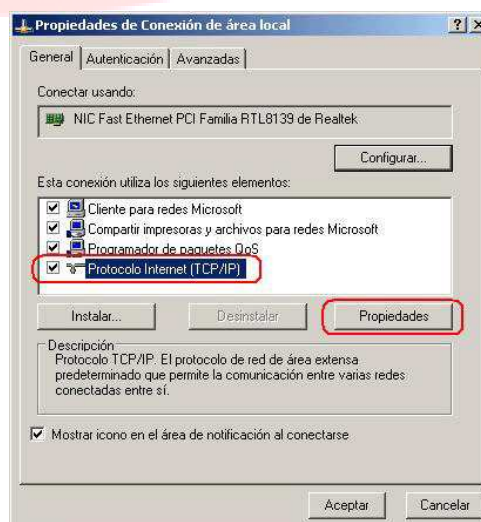 Propiedades de Conexión de área local
General Autenticación Avanzadas
Conectar usando:
NIC Fast Ethernet PCI Familia RTL8139 de Realtek
Configurar...
Esta conexión utiliza los siguientes elementos:
Cliente para redes Microsoft
Compartir impresoras y archivos para redes Microsoft
Programador de paquetes QoS
Protocolo Internet (TCP/IP)
Instalar... Desinstalar Propiedades
Descripción
Protocolo TCP/IP. El protocolo de red de área extensa
predeterminado que permite la comunicación entre varias redes
conectadas entre sí.
Mostrar icono en el área de notificación al conectarse
Aceptar Cancelar